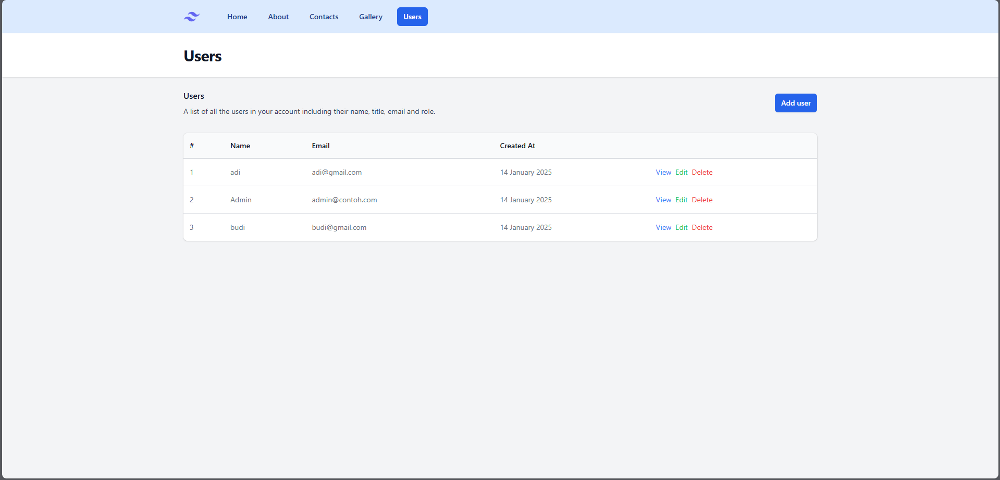 Home About Contacts Gallery Users
Users
Users
Add user
A list of all the users in your account including their name, title, email and role.
# Name Email Created At
1 adi adi@gmail.com 14 January 2025 View Edit Delete
2 Admin admin@contoh.com 14 January 2025 View Edit Delete
3 budi budi@gmail.com 14 January 2025 View Edit Delete